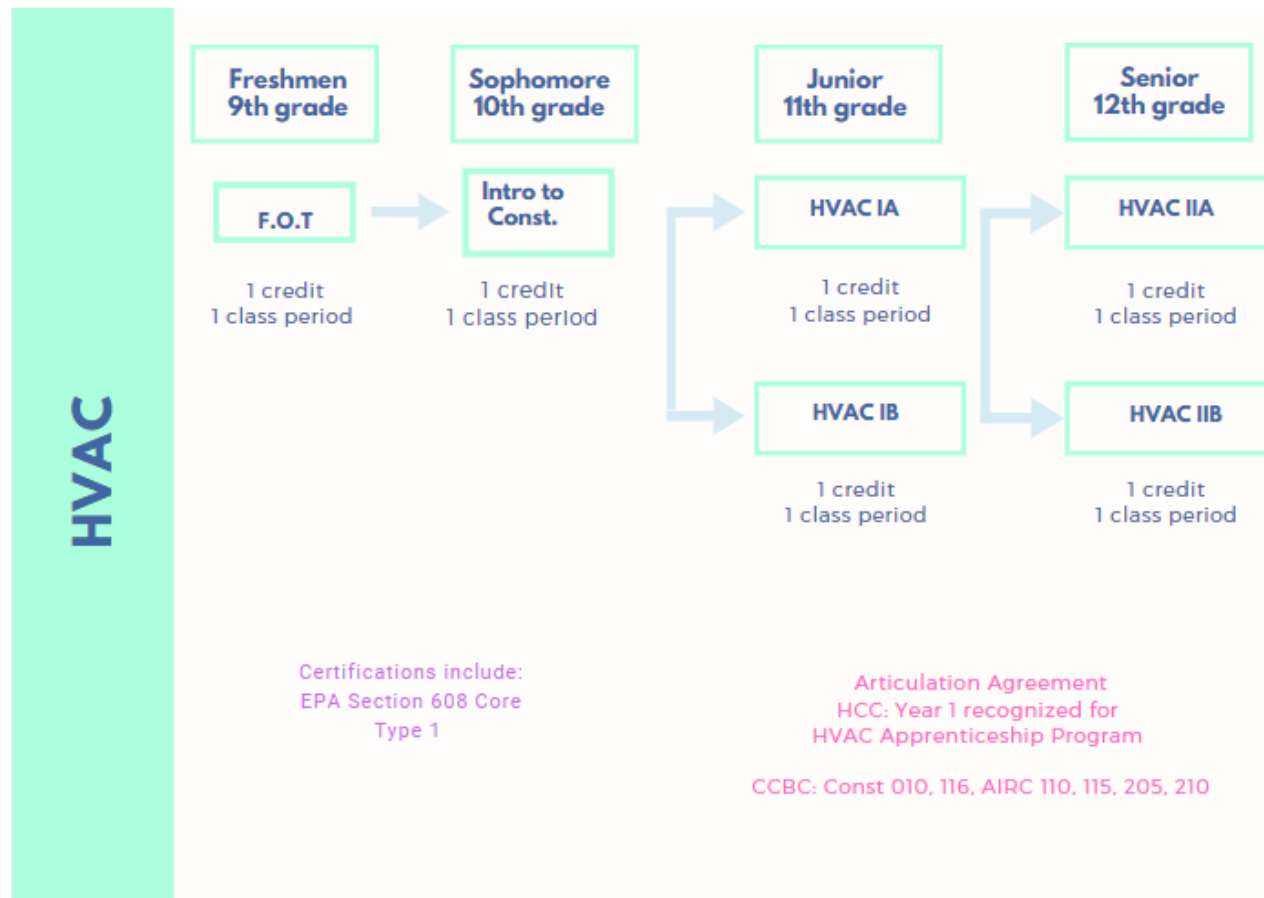 HVAC
Freshmen
9th grade
Sophomore
10th grade
Junior
11th grade
Senior
12th grade
F.O.T
Intro to
Const.
HVAC IA
HVAC IIA
1 credit
1 class period
1 credit
1 class period
1 credit
1 class period
1 credit
1 class period
HVAC IB
HVAC IIB
1 credit
1 class period
1 credit
1 class period
Certifications include:
EPA Section 608 Core
Type 1
Articulation Agreement
HCC: Year 1 recognized for
HVAC Apprenticeship Program
CCBC: Const 010, 116, AIRC 110, 115, 205, 210